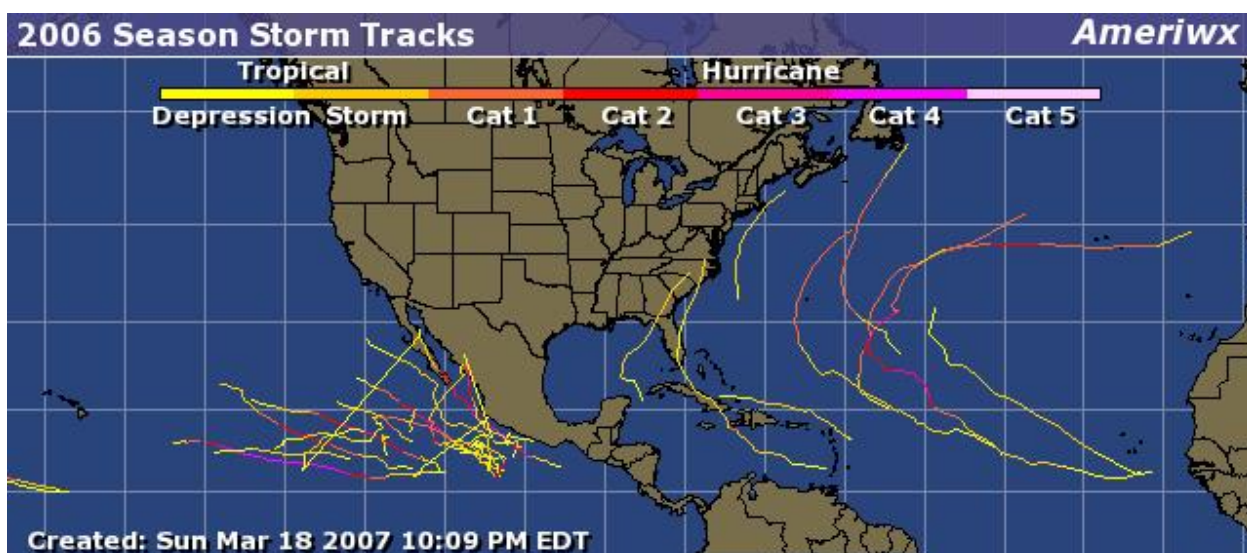 2006 Season Storm Tracks Ameriwx
Tropical Hurricane
Depression Storm Cat 1 Cat 2 Cat 3 Cat 4 Cat 5
Created: Sun Mar 18 2007 10:09 PM EDT